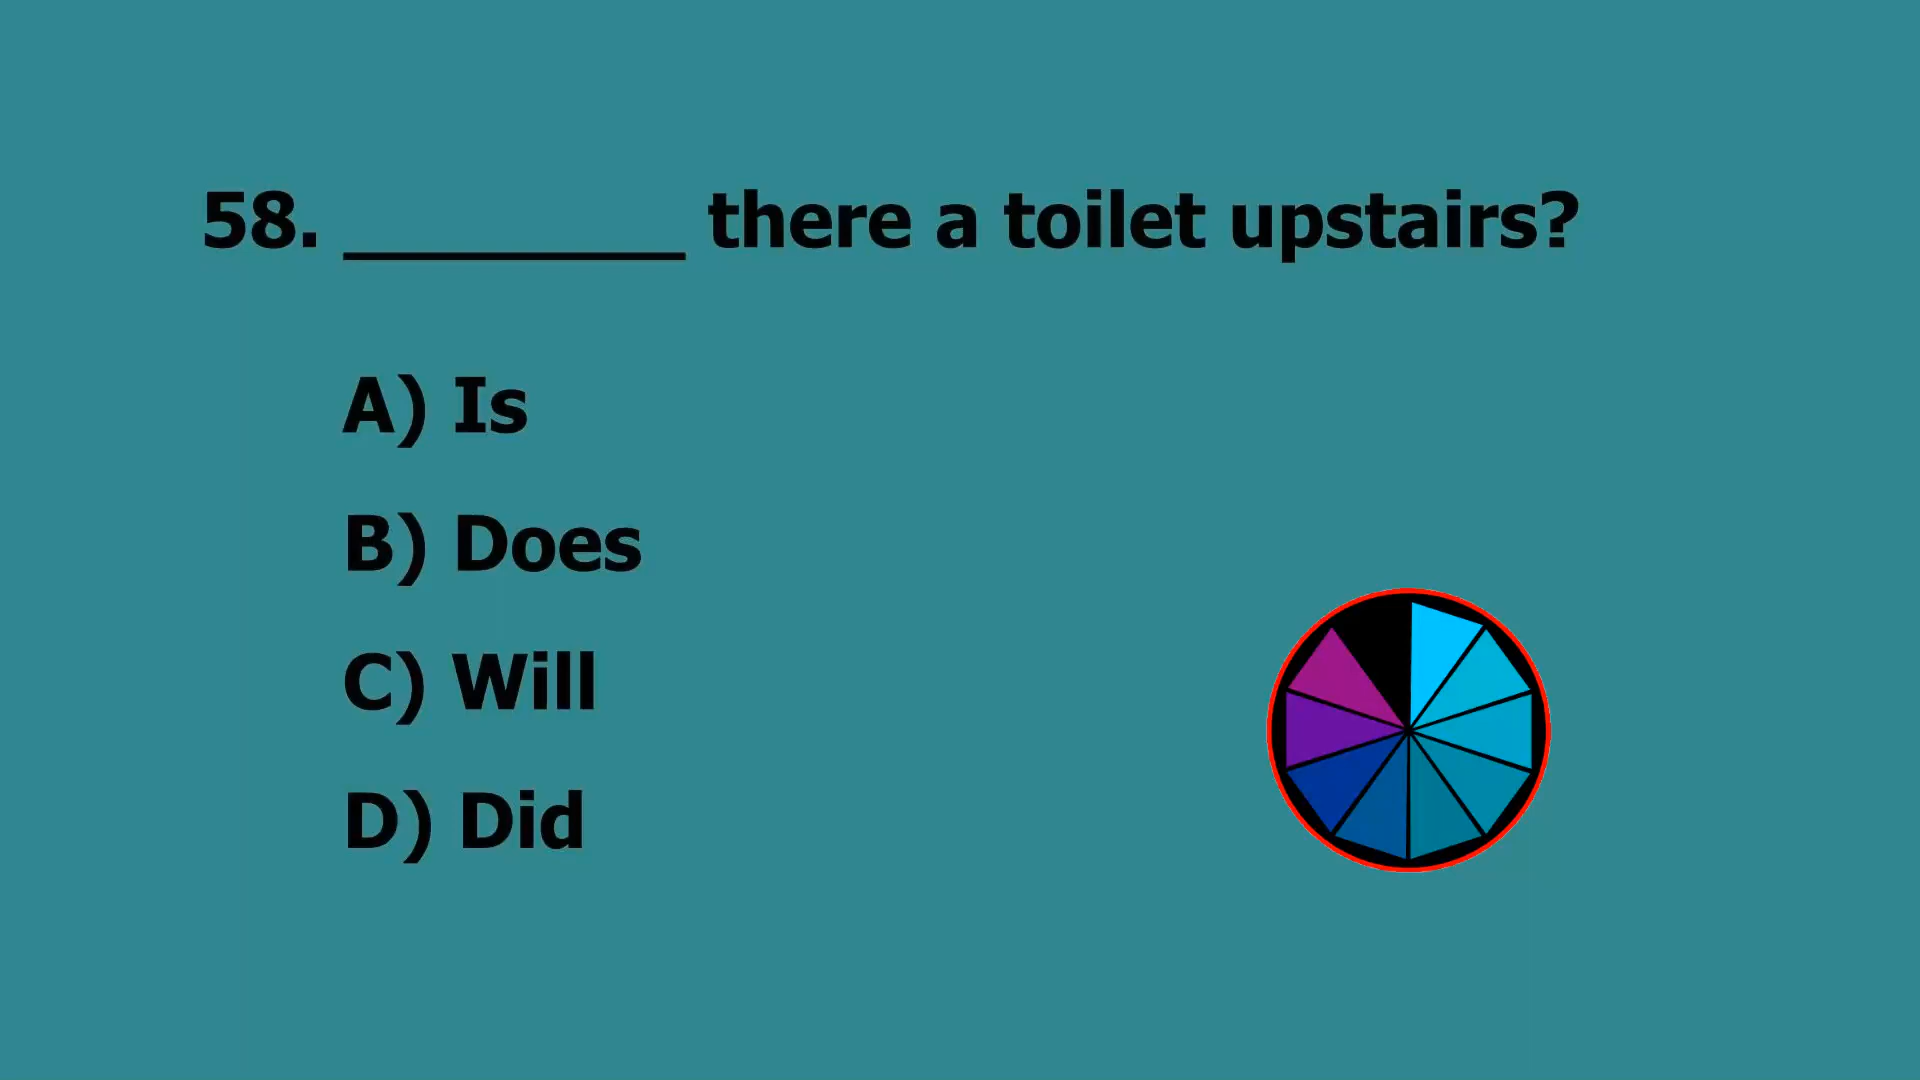 58. _________ there a toilet upstairs?
A) Is
B) Does
C) Will
D) Did